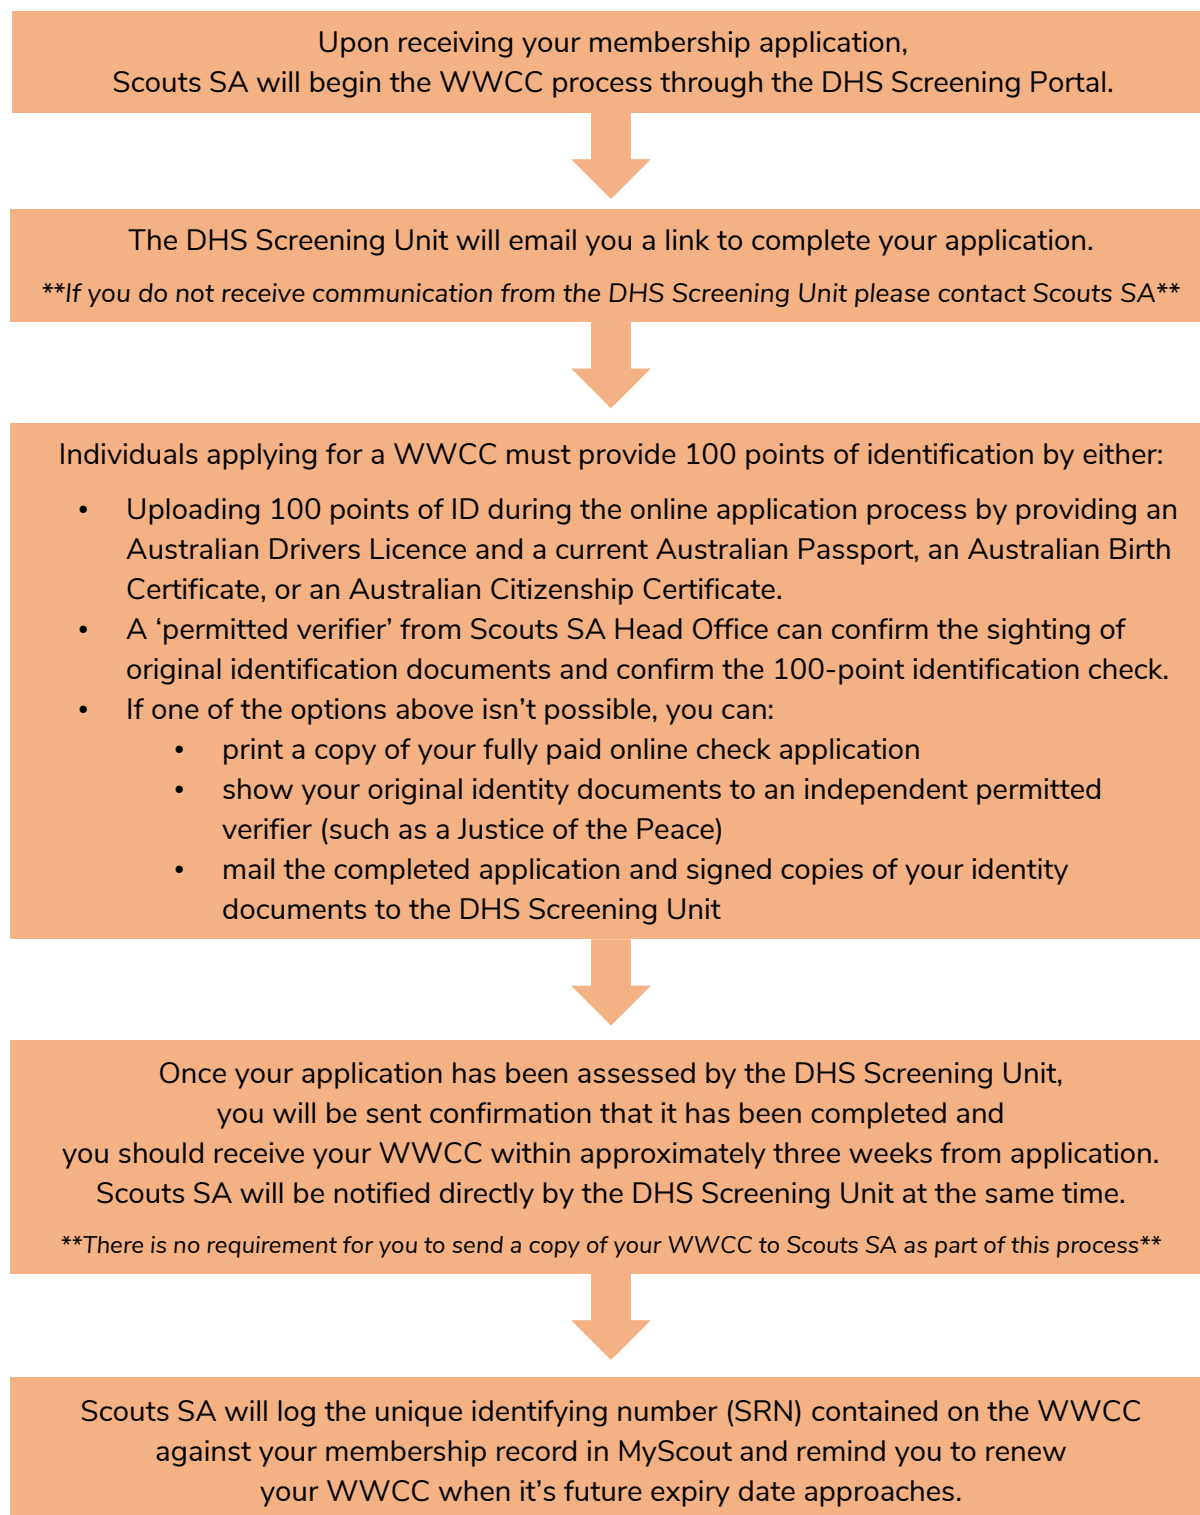 Upon receiving your membership application,
Scouts SA will begin the WWCC process through the DHS Screening Portal.
The DHS Screening Unit will email you a link to complete your application.
**If you do not receive communication from the DHS Screening Unit please contact Scouts SA**
Individuals applying for a WWCC must provide 100 points of identification by either:
• Uploading 100 points of ID during the online application process by providing an
Australian Drivers Licence and a current Australian Passport, an Australian Birth
Certificate, or an Australian Citizenship Certificate.
• A ‘permitted verifier’ from Scouts SA Head Office can confirm the sighting of
original identification documents and confirm the 100-point identification check.
• If one of the options above isn’t possible, you can:
• print a copy of your fully paid online check application
• show your original identity documents to an independent permitted
verifier (such as a Justice of the Peace)
• mail the completed application and signed copies of your identity
documents to the DHS Screening Unit
Once your application has been assessed by the DHS Screening Unit,
you will be sent confirmation that it has been completed and
you should receive your WWCC within approximately three weeks from application.
Scouts SA will be notified directly by the DHS Screening Unit at the same time.
**There is no requirement for you to send a copy of your WWCC to Scouts SA as part of this process**
Scouts SA will log the unique identifying number (SRN) contained on the WWCC
against your membership record in MyScout and remind you to renew
your WWCC when it’s future expiry date approaches.